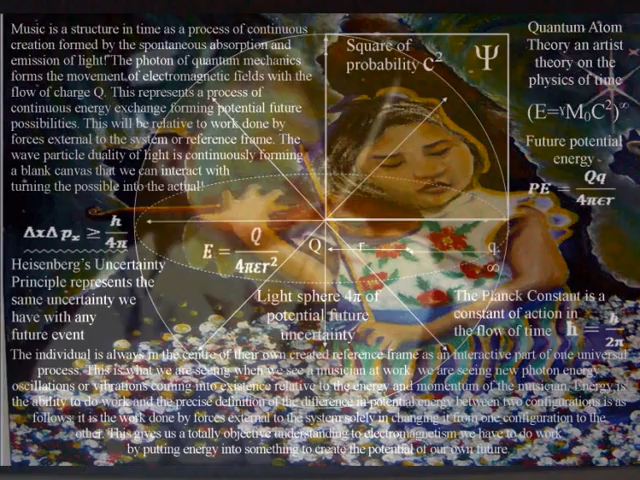 Music is a structure in time as a process of continuous
creation formed by the spontaneous absorption and
emission of light! The photon of quantum mechanics
forms the movement of electromagnetic fields with the
flow of charge Q. This represents a process of
continuous energy exchange forming potential future
possibilities. This will be relative to work done by
forces external to the system or reference frame. The
wave particle duality of light is continuously forming
a blank canvas that we can interact with
turning the possible into the actual!
Square of
probability C²
Ψ
Quantum Atom
Theory an artist
theory on the
physics of time
(E=ˠM₀C²)∞
Future potential
energy
PE = Qq / 4πεr
ΔxΔpₓ ≥ h / 4π
E = Q / 4πεr²
Q r q
∞
Heisenberg's Uncertainty
Principle represents the
same uncertainty we
have with any
future event
Light sphere 4π of
potential future
uncertainty
The Planck Constant is a
constant of action in
the flow of time ħ = h / 2π
The individual is always in the centre of their own created reference frame as an interactive part of one universal
process. This is what we are seeing when we see a musician at work we are seeing new photon energy
oscillations or vibrations coming into existence relative to the energy and momentum of the musician. Energy is
the ability to do work and the precise definition of the difference in potential energy between two configurations is as
follows: it is the work done by forces external to the system solely in changing it from one configuration to the
other. This gives us a totally objective understanding to electromagnetism we have to do work
by putting energy into something to create the potential of our own future.